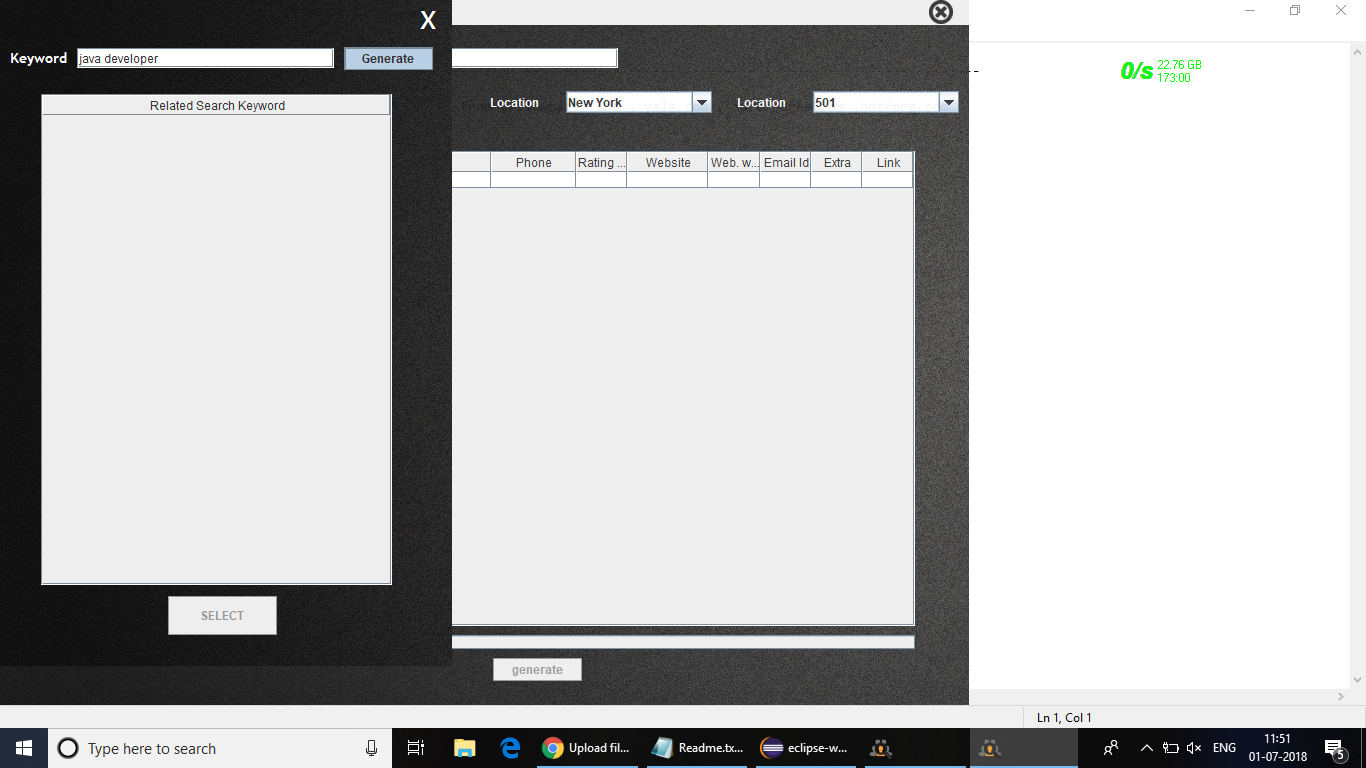 X
Keyword java developer Generate
0/s 22.76 GB
173:00
Location New York Location 501
Related Search Keyword
Phone Rating ... Website Web. w... Email Id Extra Link
SELECT
generate
Ln 1, Col 1
Type here to search Upload fil... Readme.tx... eclipse-w... ENG 11:51
01-07-2018 5